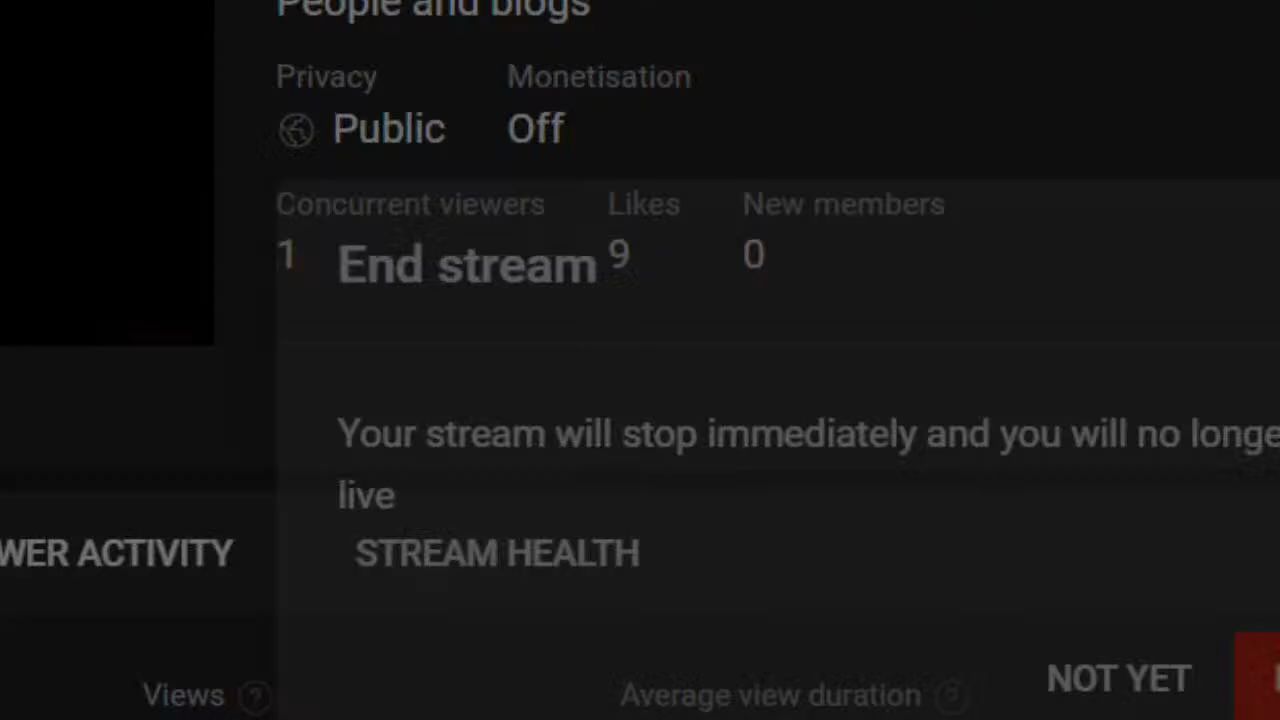 People and blogs
Privacy Monetisation
Public Off
Concurrent viewers Likes New members
1 9 0
End stream
Your stream will stop immediately and you will no longe
live
WER ACTIVITY STREAM HEALTH
NOT YET
Views ? Average view duration ?